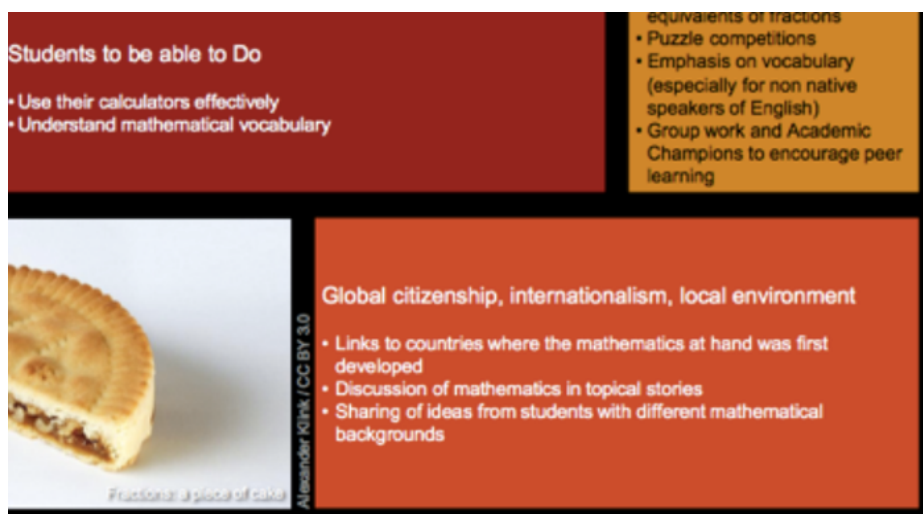 Students to be able to Do
• Use their calculators effectively
• Understand mathematical vocabulary
equivalents of fractions
• Puzzle competitions
• Emphasis on vocabulary
(especially for non native
speakers of English)
• Group work and Academic
Champions to encourage peer
learning
Fractions: a piece of cake
Alexander Klink / CC BY 3.0
Global citizenship, internationalism, local environment
• Links to countries where the mathematics at hand was first
developed
• Discussion of mathematics in topical stories
• Sharing of ideas from students with different mathematical
backgrounds